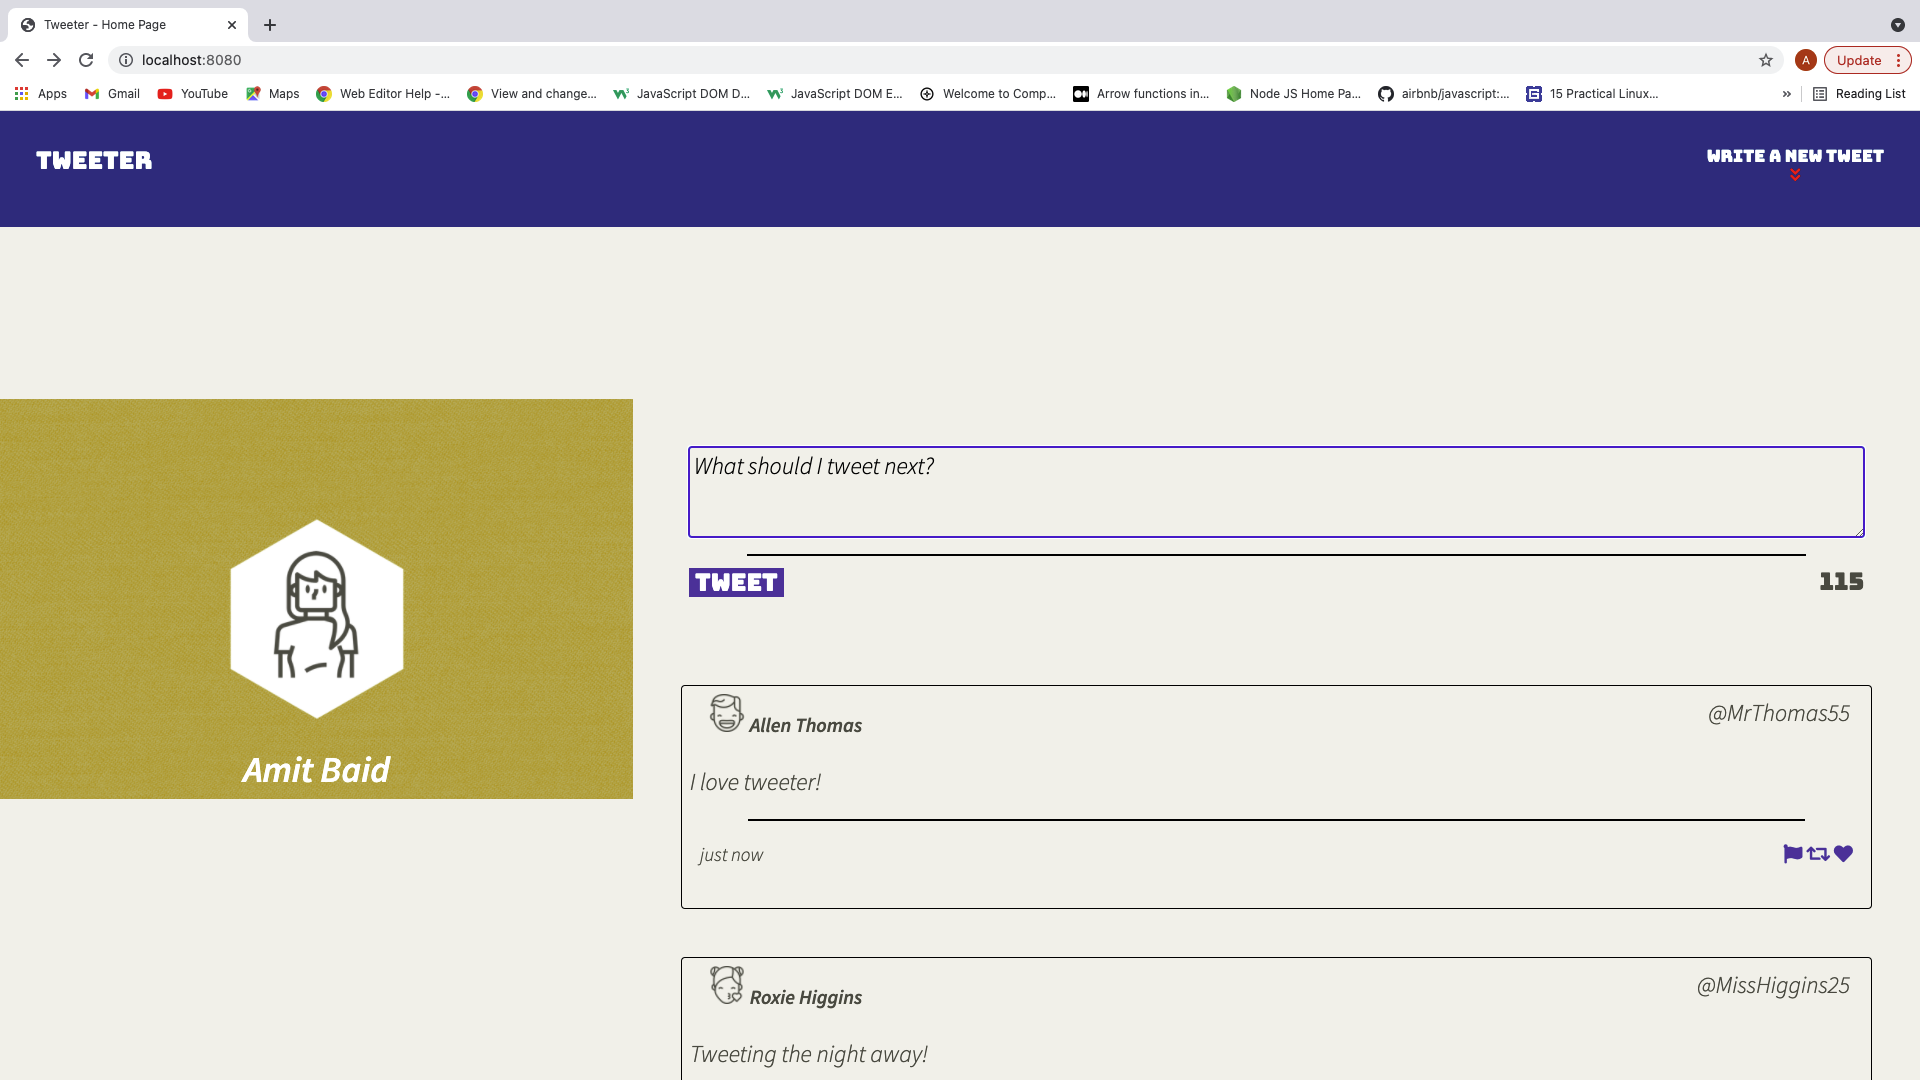 Tweeter - Home Page
localhost:8080
A
Update
Apps
Gmail
YouTube
Maps
Web Editor Help -...
View and change...
JavaScript DOM D...
JavaScript DOM E...
Welcome to Comp...
Arrow functions in...
Node JS Home Pa...
airbnb/javascript:...
15 Practical Linux...
»
Reading List
TWEETER
WRITE A NEW TWEET
What should I tweet next?
TWEET
115
Amit Baid
Allen Thomas
@MrThomas55
I love tweeter!
just now
Roxie Higgins
@MissHiggins25
Tweeting the night away!